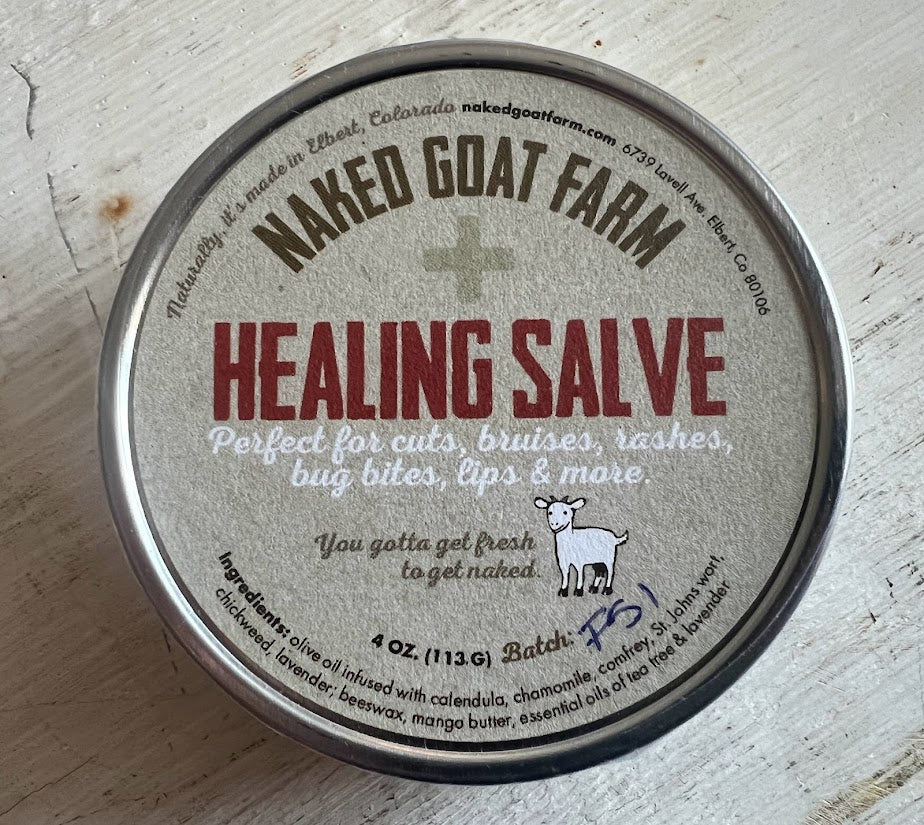 Naturally, it's made in Elbert, Colorado nakedgoatfarm.com 6739 Lavell Ave. Elbert, Co 80106
NAKED GOAT FARM
HEALING SALVE
Perfect for cuts, bruises, rashes,
bug bites, lips & more.
You gotta get fresh
to get naked.
4 OZ. (113.G) Batch:
Ingredients: olive oil infused with calendula, chamomile, comfrey, St. Johns wort,
chickweed, lavender; beeswax, mango butter, essential oils of tea tree & lavender